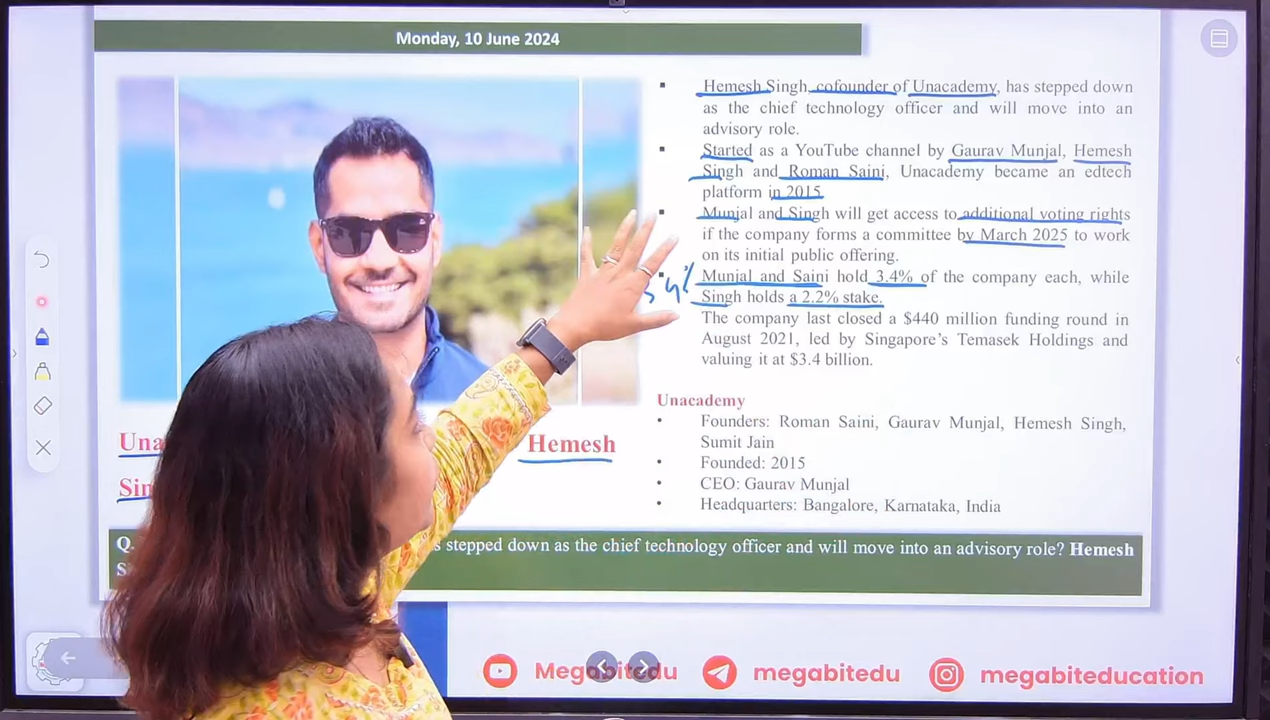 Monday, 10 June 2024
▪ Hemesh Singh, cofounder of Unacademy, has stepped down
as the chief technology officer and will move into an
advisory role.
▪ Started as a YouTube channel by Gaurav Munjal, Hemesh
Singh and Roman Saini, Unacademy became an edtech
platform in 2015
▪ Munjal and Singh will get access to additional voting rights
if the company forms a committee by March 2025 to work
on its initial public offering.
▪ Munjal and Saini hold 3.4% of the company each, while
Singh holds a 2.2% stake.
The company last closed a $440 million funding round in
August 2021, led by Singapore's Temasek Holdings and
valuing it at $3.4 billion.
Unacademy
• Founders: Roman Saini, Gaurav Munjal, Hemesh Singh,
Sumit Jain
• Founded: 2015
• CEO: Gaurav Munjal
• Headquarters: Bangalore, Karnataka, India
Hemesh
Q.
stepped down as the chief technology officer and will move into an advisory role? Hemesh
megabitedu
megabiteducation